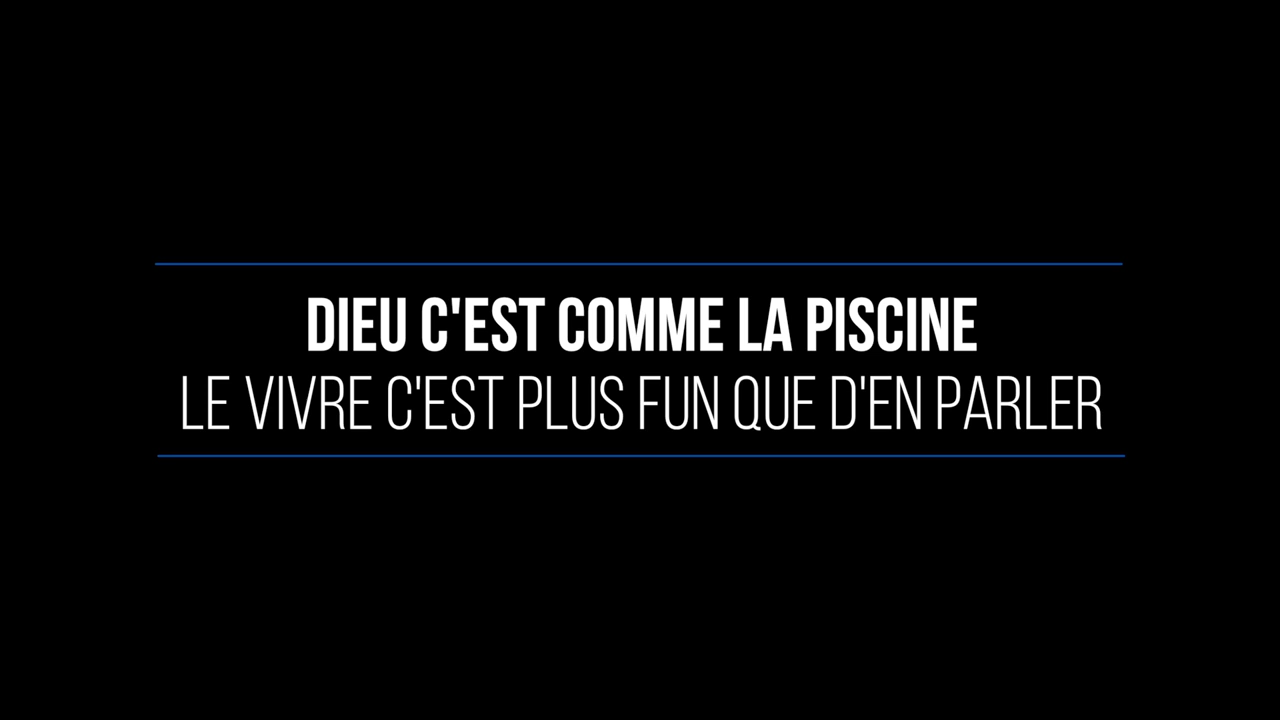 DIEU C'EST COMME LA PISCINE
LE VIVRE C'EST PLUS FUN QUE D'EN PARLER